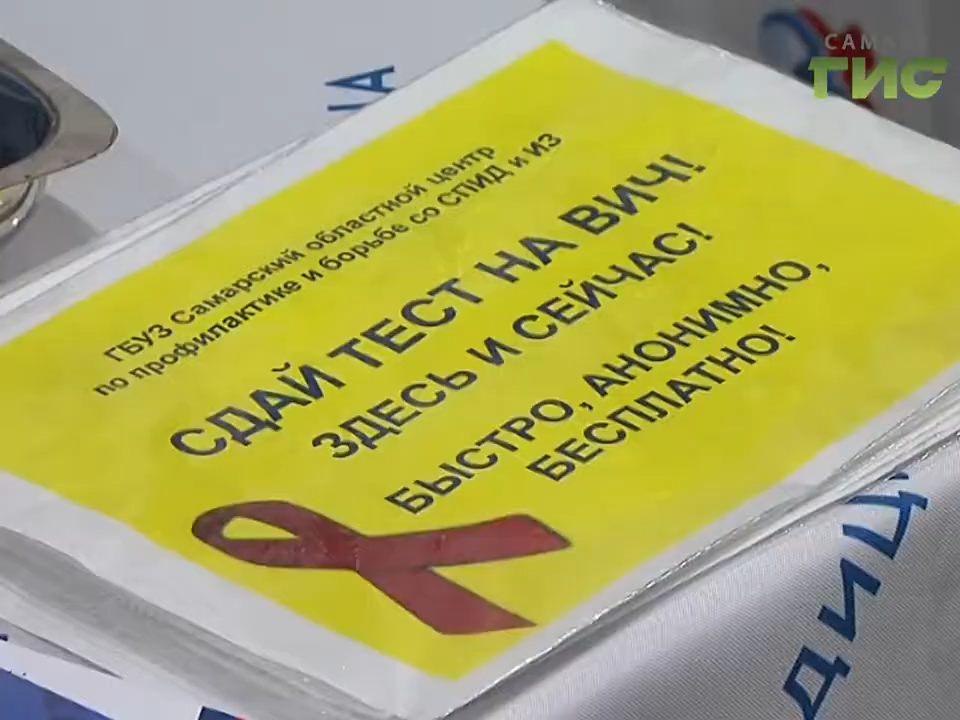 ГИС
ГБУЗ Самарский областной центр
по профилактике и борьбе со СПИД и ИЗ
СДАЙ ТЕСТ НА ВИЧ!
ЗДЕСЬ И СЕЙЧАС!
БЫСТРО, АНОНИМНО,
БЕСПЛАТНО!